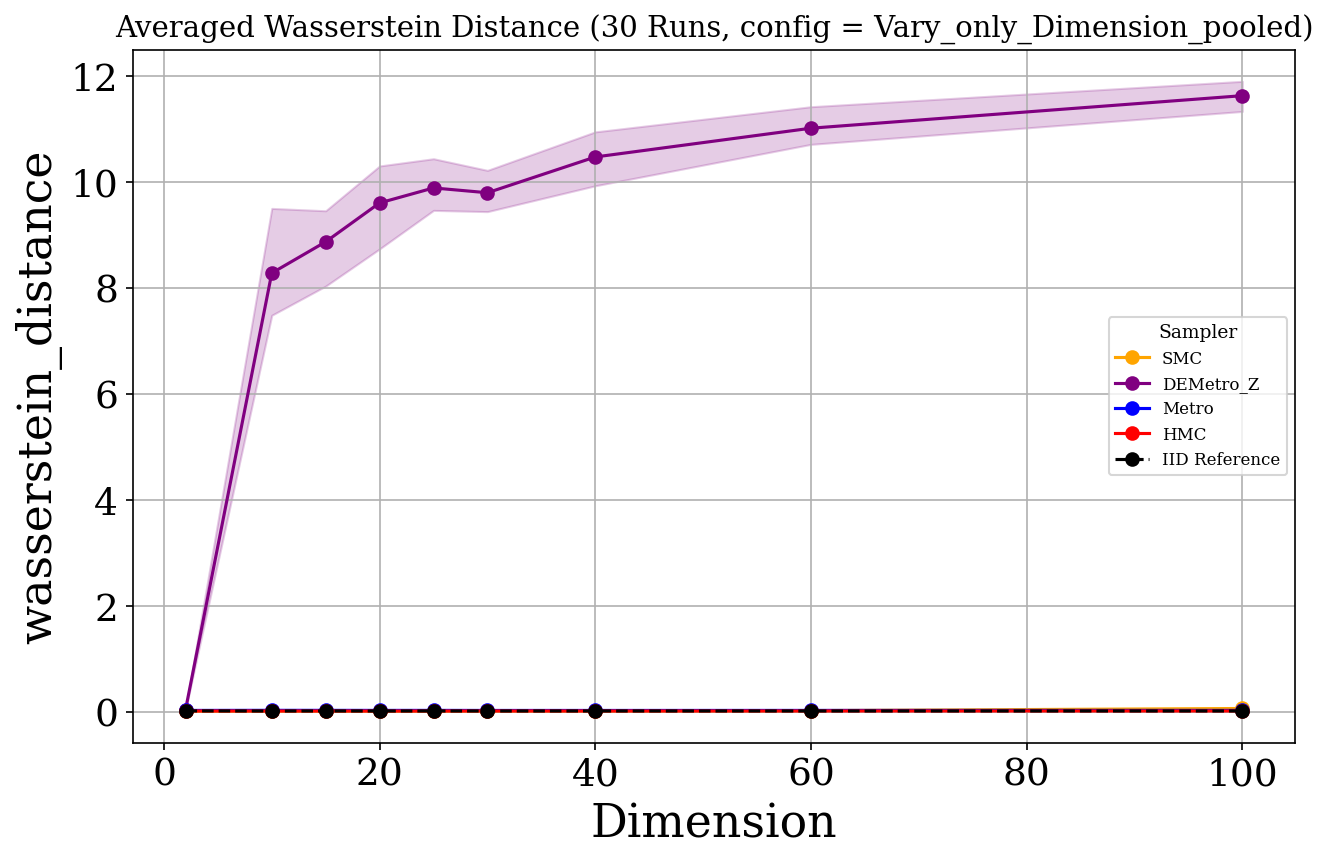 Averaged Wasserstein Distance (30 Runs, config = Vary_only_Dimension_pooled)
wasserstein_distance
12
10
8
6
4
2
0
Sampler
SMC
DEMetro_Z
Metro
HMC
IID Reference
0 20 40 60 80 100
Dimension